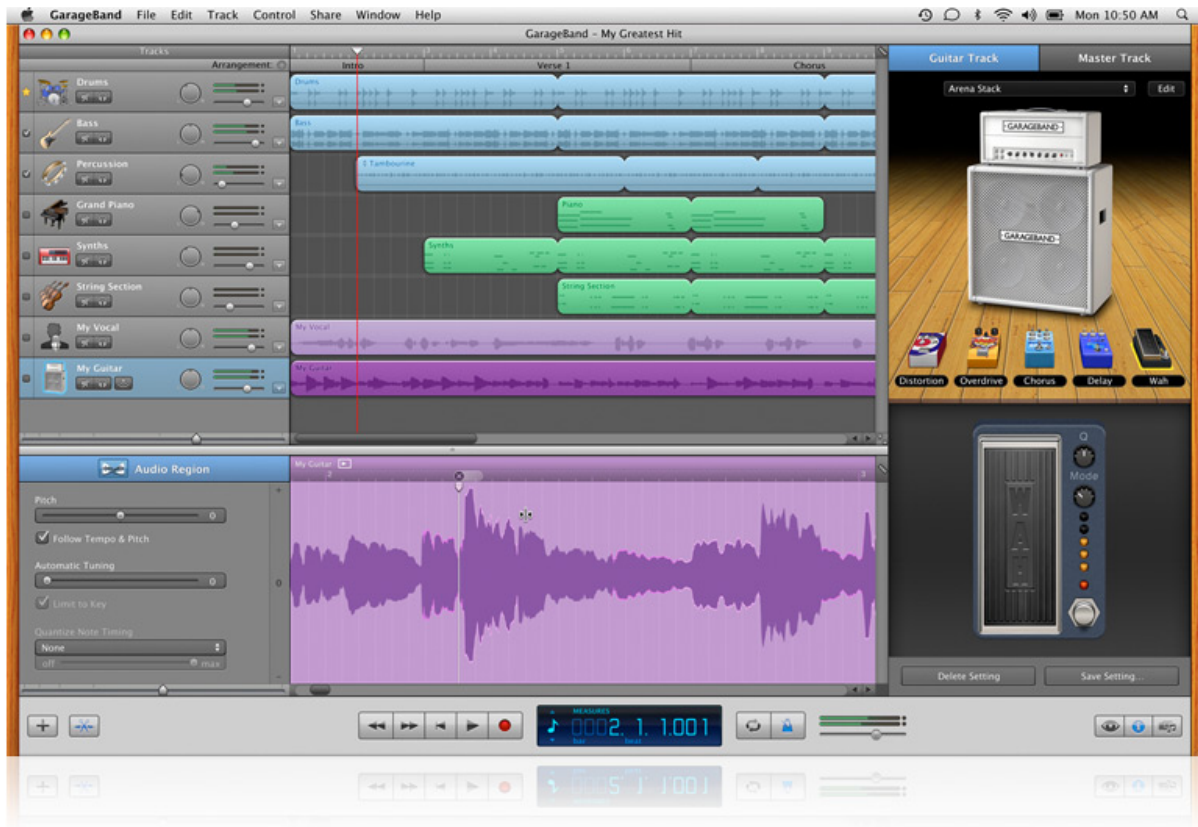 GarageBand File Edit Track Control Share Window Help Mon 10:50 AM
GarageBand – My Greatest Hit
Tracks
Arrangement:
Intro Verse 1 Chorus
Drums
Bass
Percussion
Grand Piano
Synths
String Section
My Vocal
My Guitar
Drums
Bass
Piano
Synths
String Section
My Vocal
My Guitar
Guitar Track Master Track
Arena Stack Edit
GARAGEBAND
GARAGEBAND
Distortion Overdrive Chorus Delay Wah
Audio Region
Pitch
0
Follow Tempo & Pitch
Automatic Tuning
0
Limit to Key
Quantize Note Timing
None
off max
My Guitar
2 3
0
Q
Mode
WAH
Delete Setting Save Setting...
MEASURES
0002. 1. 1.001
bar beat